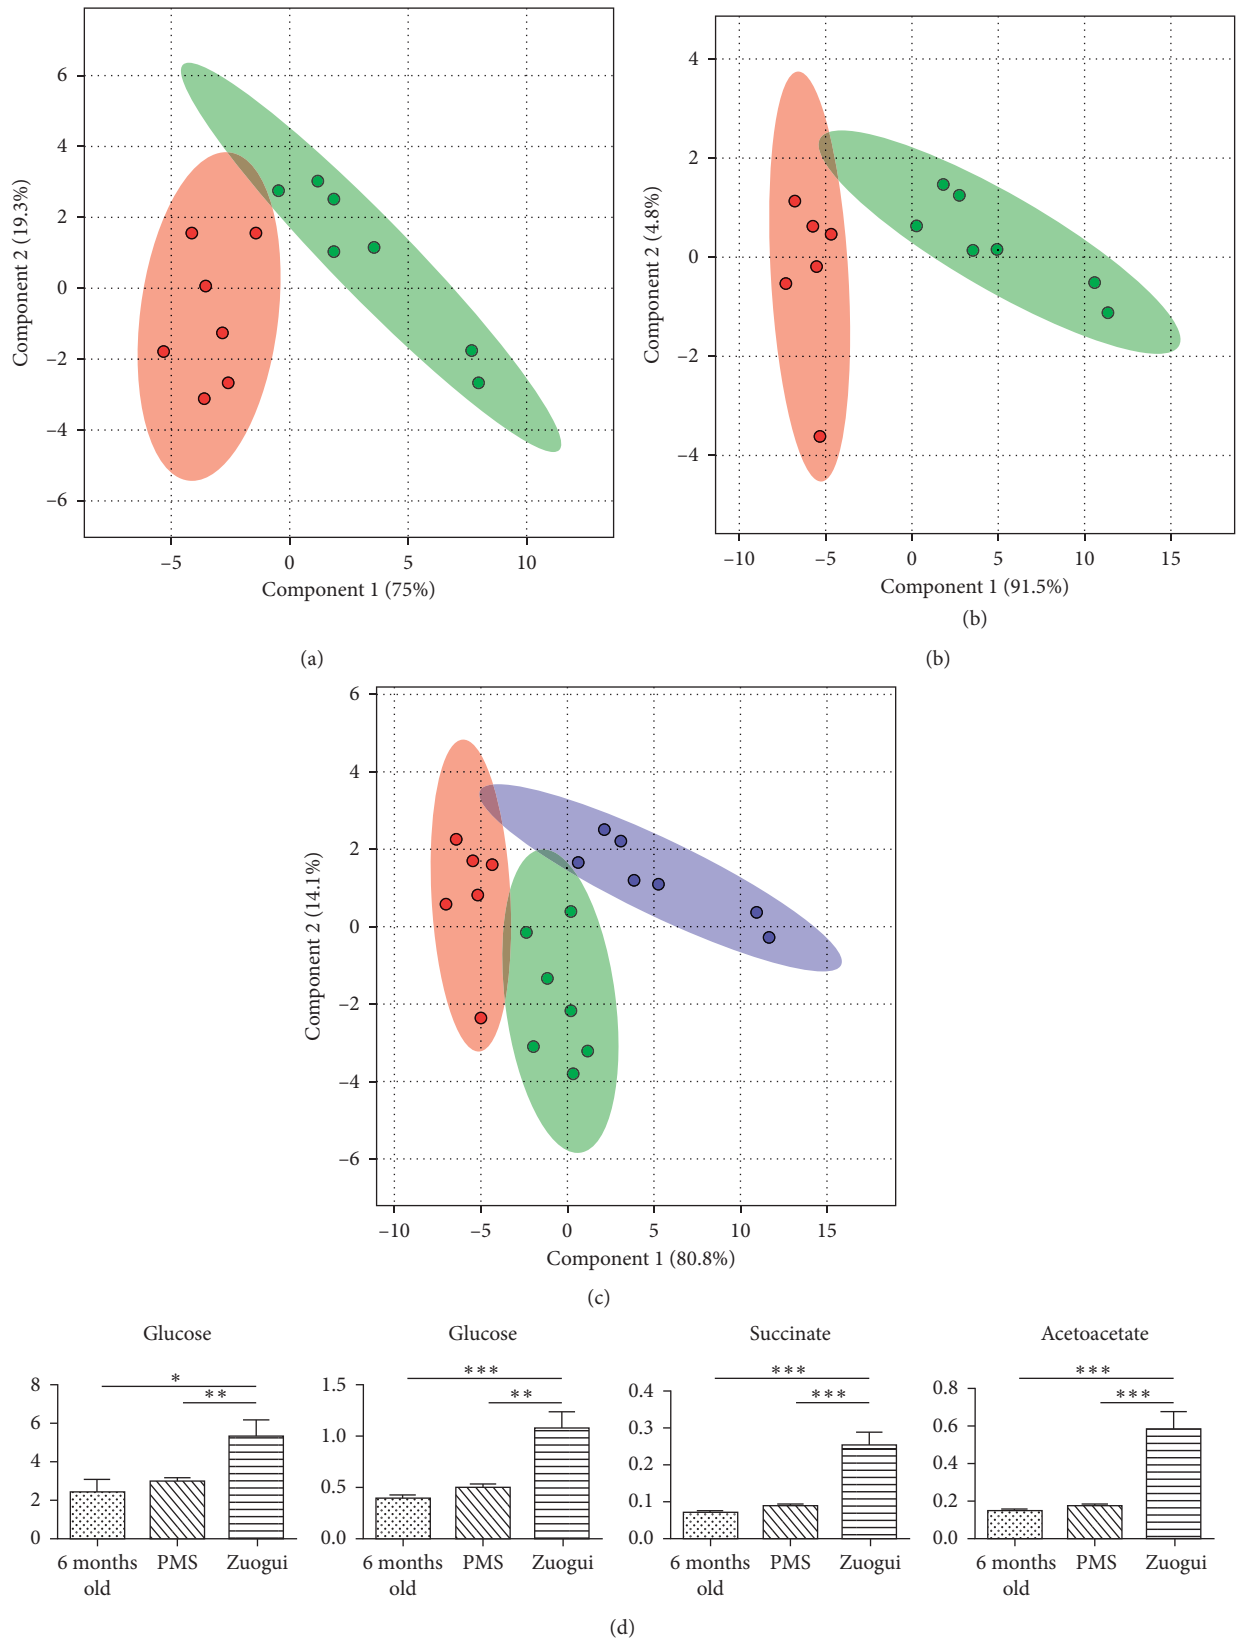 6
4
2
0
−2
−4
−6
Component 2 (19.3%)
−5
0
5
10
Component 1 (75%)
(a)
4
2
0
−2
−4
Component 2 (4.8%)
−10
−5
0
5
10
15
Component 1 (91.5%)
(b)
(b)
6
4
2
0
−2
−4
−6
Component 2 (14.1%)
−10
−5
0
5
10
15
Component 1 (80.8%)
(c)
Glucose
*
**
8
6
4
2
0
6 months
old
PMS
Zuogui
Glucose
***
**
1.5
1.0
0.5
0.0
6 months
old
PMS
Zuogui
Succinate
***
***
0.4
0.3
0.2
0.1
0.0
6 months
old
PMS
Zuogui
Acetoacetate
***
***
0.8
0.6
0.4
0.2
0.0
6 months
old
PMS
Zuogui
(d)